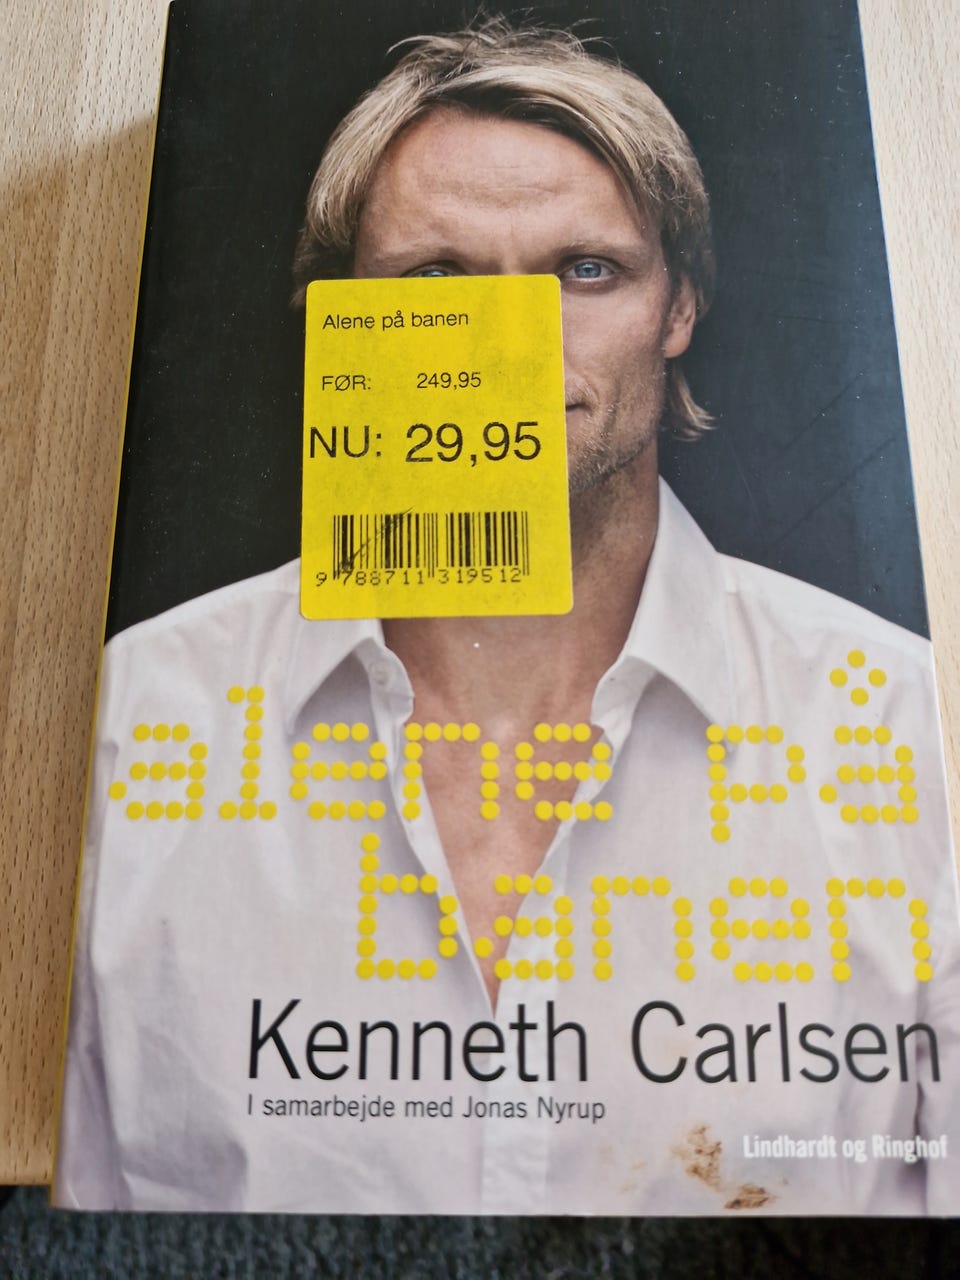 Alene på banen
FØR: 249,95
NU: 29,95
9 788711 319512
alene på
banen
Kenneth Carlsen
I samarbejde med Jonas Nyrup
Lindhardt og Ringhof